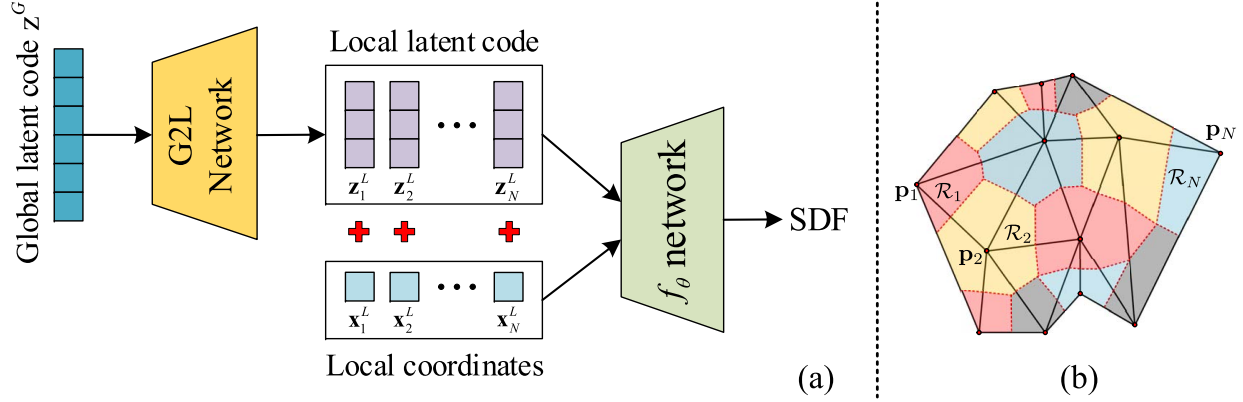 Global latent code z^G
G2L
Network
Local latent code
z_1^L z_2^L ... z_N^L
x_1^L x_2^L ... x_N^L
Local coordinates
f_θ network
SDF
(a)
p_N
p_1
R_1
R_N
R_2
p_2
(b)